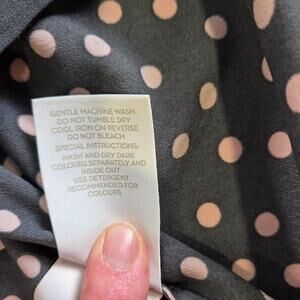 GENTLE MACHINE WASH
DO NOT TUMBLE DRY
COOL IRON ON REVERSE
DO NOT BLEACH
SPECIAL INSTRUCTIONS:
WASH AND DRY DARK
COLOURS SEPARATELY AND
INSIDE OUT
USE DETERGENT
RECOMMENDED FOR
COLOURS